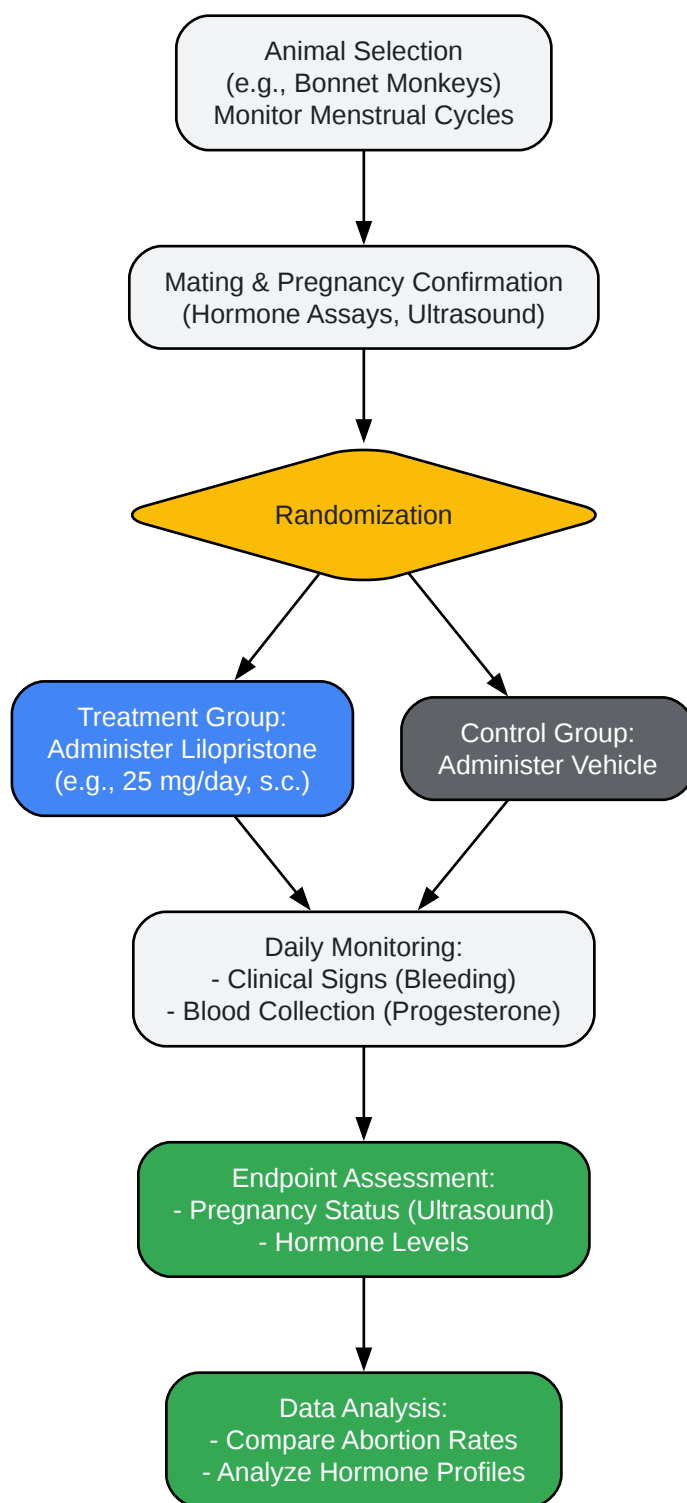 Animal Selection
(e.g., Bonnet Monkeys)
Monitor Menstrual Cycles
Mating & Pregnancy Confirmation
(Hormone Assays, Ultrasound)
Randomization
Treatment Group:
Administer Lilopristone
(e.g., 25 mg/day, s.c.)
Control Group:
Administer Vehicle
Daily Monitoring:
- Clinical Signs (Bleeding)
- Blood Collection (Progesterone)
Endpoint Assessment:
- Pregnancy Status (Ultrasound)
- Hormone Levels
Data Analysis:
- Compare Abortion Rates
- Analyze Hormone Profiles